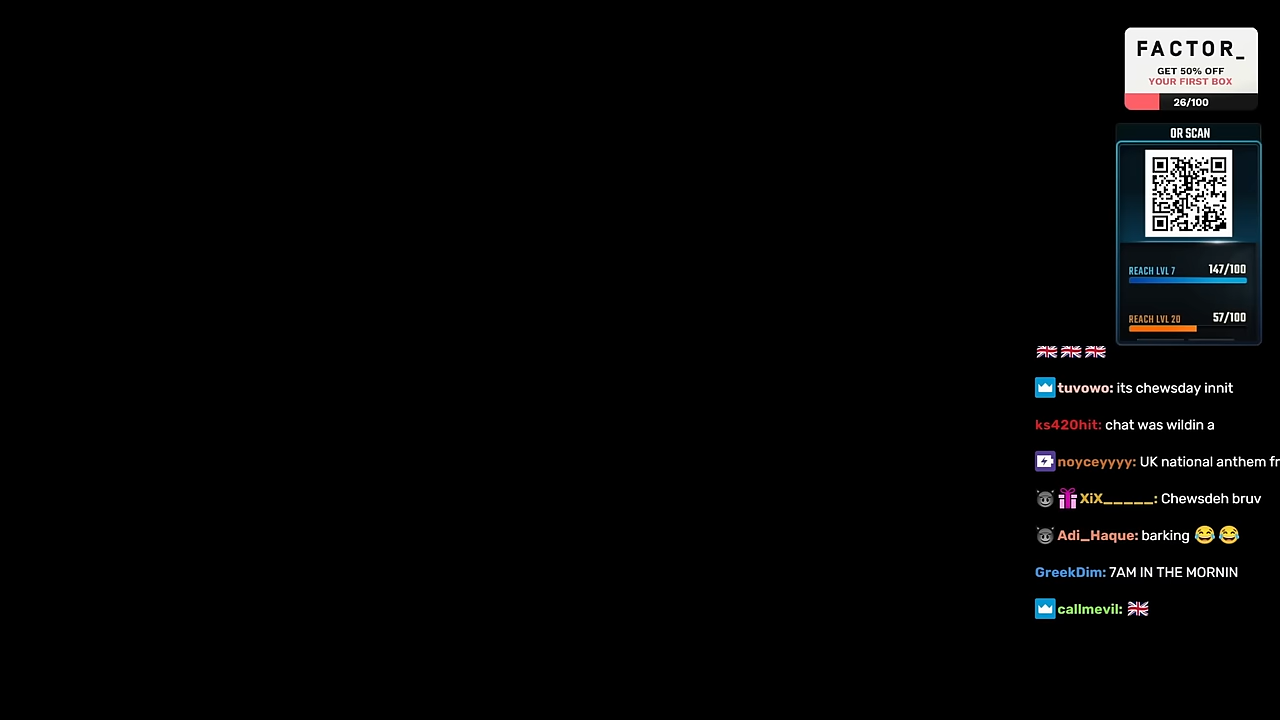 FACTOR_
GET 50% OFF
YOUR FIRST BOX
26/100
OR SCAN
REACH LVL 7 147/100
REACH LVL 20 57/100
tuvowo: its chewsday innit
ks420hit: chat was wildin a
noyceyyyy: UK national anthem fr
XiX_____: Chewsdeh bruv
Adi_Haque: barking
GreekDim: 7AM IN THE MORNIN
callmevil: